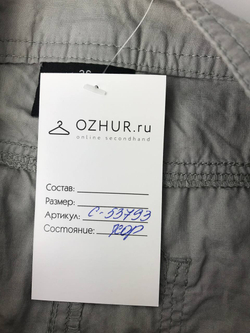 OZHUR.ru
online secondhand
Состав:
Размер:
Артикул: С-53793
Состояние: хор